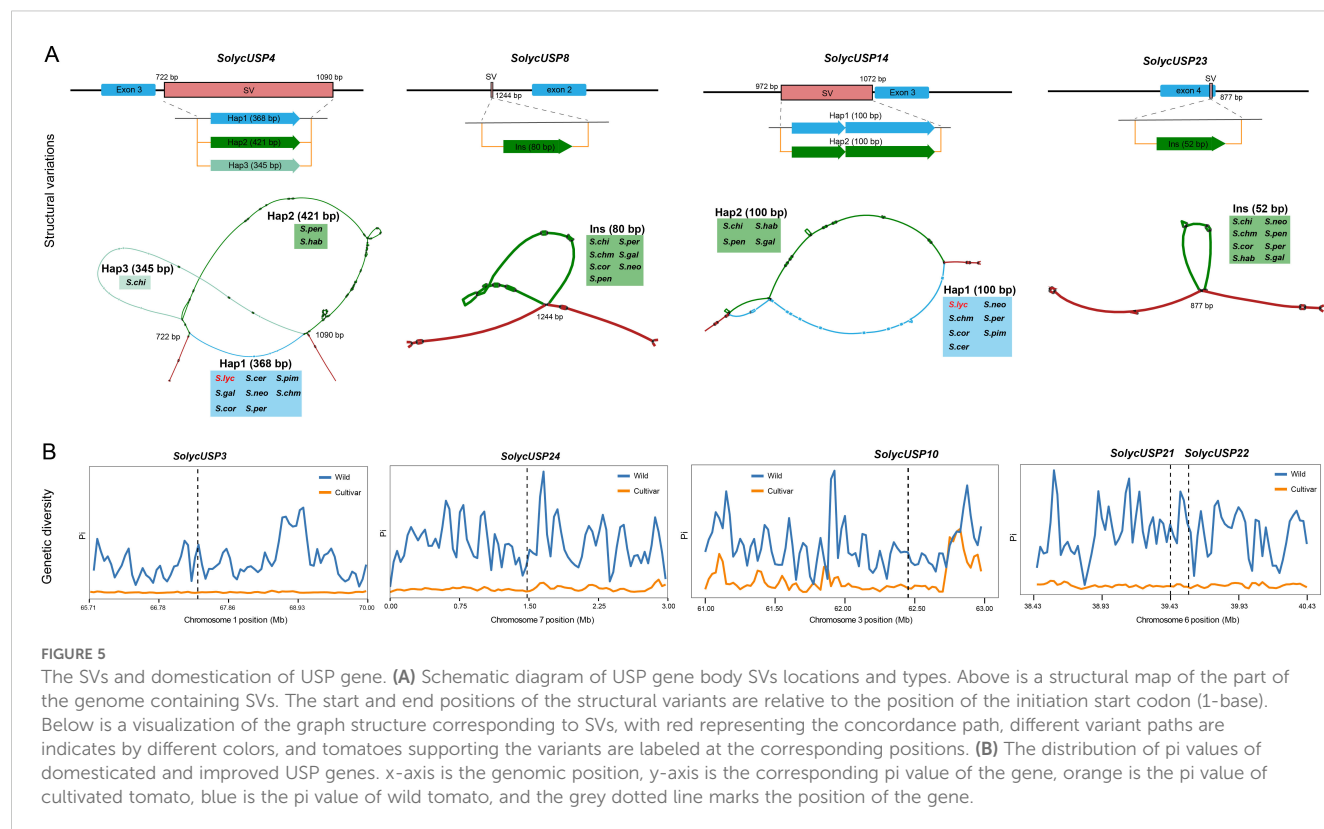 A
Structural variations
SolycUSP4
722 bp
1090 bp
Exon 3
SV
Hap1 (368 bp)
Hap2 (421 bp)
Hap3 (345 bp)
Hap2 (421 bp)
S.pen
S.hab
Hap3 (345 bp)
S.chi
722 bp
1090 bp
Hap1 (368 bp)
S.lyc S.cer S.pim
S.gal S.neo S.chm
S.cor S.per
SolycUSP8
SV
1244 bp
exon 2
Ins (80 bp)
Ins (80 bp)
S.chi S.per
S.chm S.gal
S.cor S.neo
S.pen
1244 bp
SolycUSP14
972 bp
1072 bp
SV
Exon 3
Hap1 (100 bp)
Hap2 (100 bp)
Hap2 (100 bp)
S.chi S.hab
S.pen S.gal
Hap1 (100 bp)
S.lyc S.neo
S.chm S.per
S.cor S.pim
S.cer
SolycUSP23
SV
exon 4
877 bp
Ins (52 bp)
Ins (52 bp)
S.chi S.neo
S.chm S.pen
S.cor S.per
S.hab S.gal
877 bp
B
Genetic diversity
SolycUSP3
Wild
Cultivar
Pi
65.71 66.78 67.86 68.93 70.00
Chromosome 1 position (Mb)
SolycUSP24
Wild
Cultivar
Pi
0.00 0.75 1.50 2.25 3.00
Chromosome 7 position (Mb)
SolycUSP10
Wild
Cultivar
Pi
61.00 61.50 62.00 62.50 63.00
Chromosome 3 position (Mb)
SolycUSP21 SolycUSP22
Wild
Cultivar
Pi
38.43 38.93 39.43 39.93 40.43
Chromosome 6 position (Mb)
FIGURE 5
The SVs and domestication of USP gene. (A) Schematic diagram of USP gene body SVs locations and types. Above is a structural map of the part of
the genome containing SVs. The start and end positions of the structural variants are relative to the position of the initiation start codon (1-base).
Below is a visualization of the graph structure corresponding to SVs, with red representing the concordance path, different variant paths are
indicates by different colors, and tomatoes supporting the variants are labeled at the corresponding positions. (B) The distribution of pi values of
domesticated and improved USP genes. x-axis is the genomic position, y-axis is the corresponding pi value of the gene, orange is the pi value of
cultivated tomato, blue is the pi value of wild tomato, and the grey dotted line marks the position of the gene.